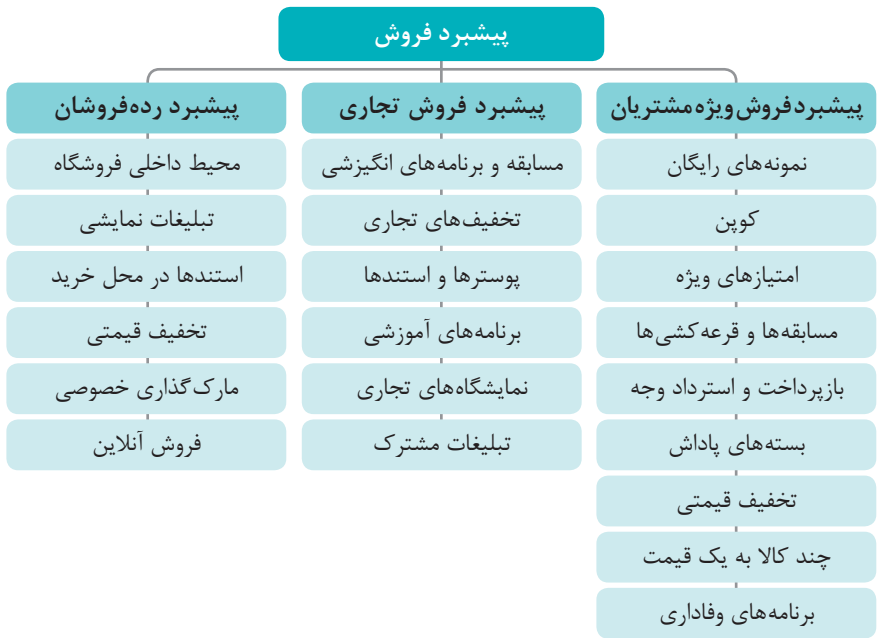 پیشبرد فروش
پیشبرد فروش ویژه مشتریان
نمونه‌های رایگان
کوپن
امتیازهای ویژه
مسابقه‌ها و قرعه‌کشی‌ها
بازپرداخت و استرداد وجه
بسته‌های پاداش
تخفیف قیمتی
چند کالا به یک قیمت
برنامه‌های وفاداری
پیشبرد فروش تجاری
مسابقه و برنامه‌های انگیزشی
تخفیف‌های تجاری
پوسترها و استندها
برنامه‌های آموزشی
نمایشگاه‌های تجاری
تبلیغات مشترک
پیشبرد رده‌فروشان
محیط داخلی فروشگاه
تبلیغات نمایشی
استندها در محل خرید
تخفیف قیمتی
مارک‌گذاری خصوصی
فروش آنلاین